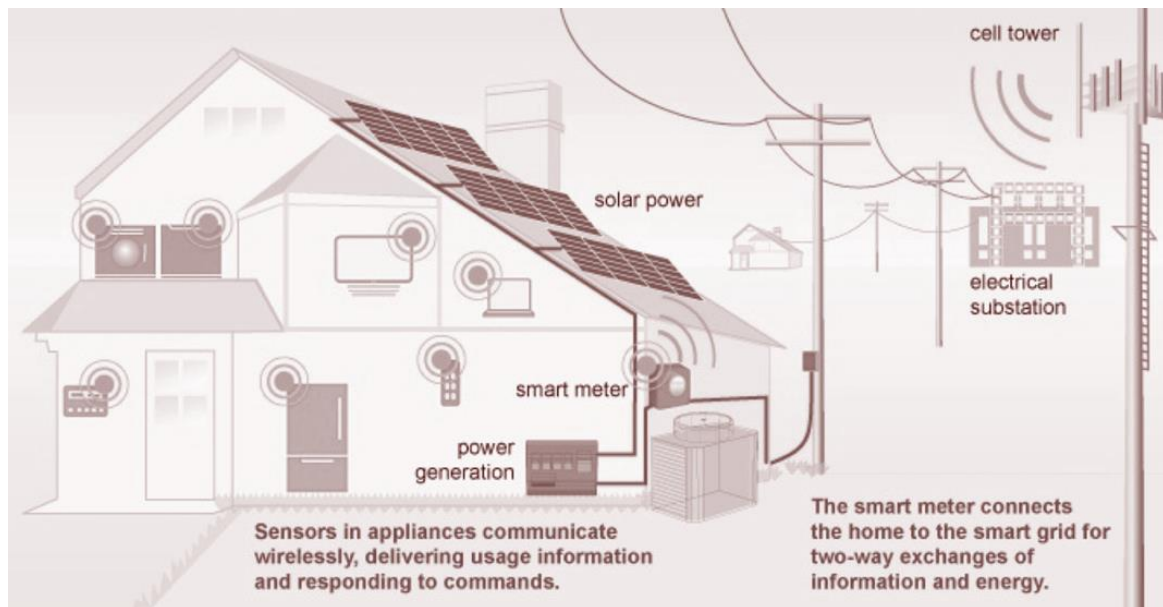 cell tower
solar power
electrical
substation
smart meter
power
generation
Sensors in appliances communicate
wirelessly, delivering usage information
and responding to commands.
The smart meter connects
the home to the smart grid for
two-way exchanges of
information and energy.